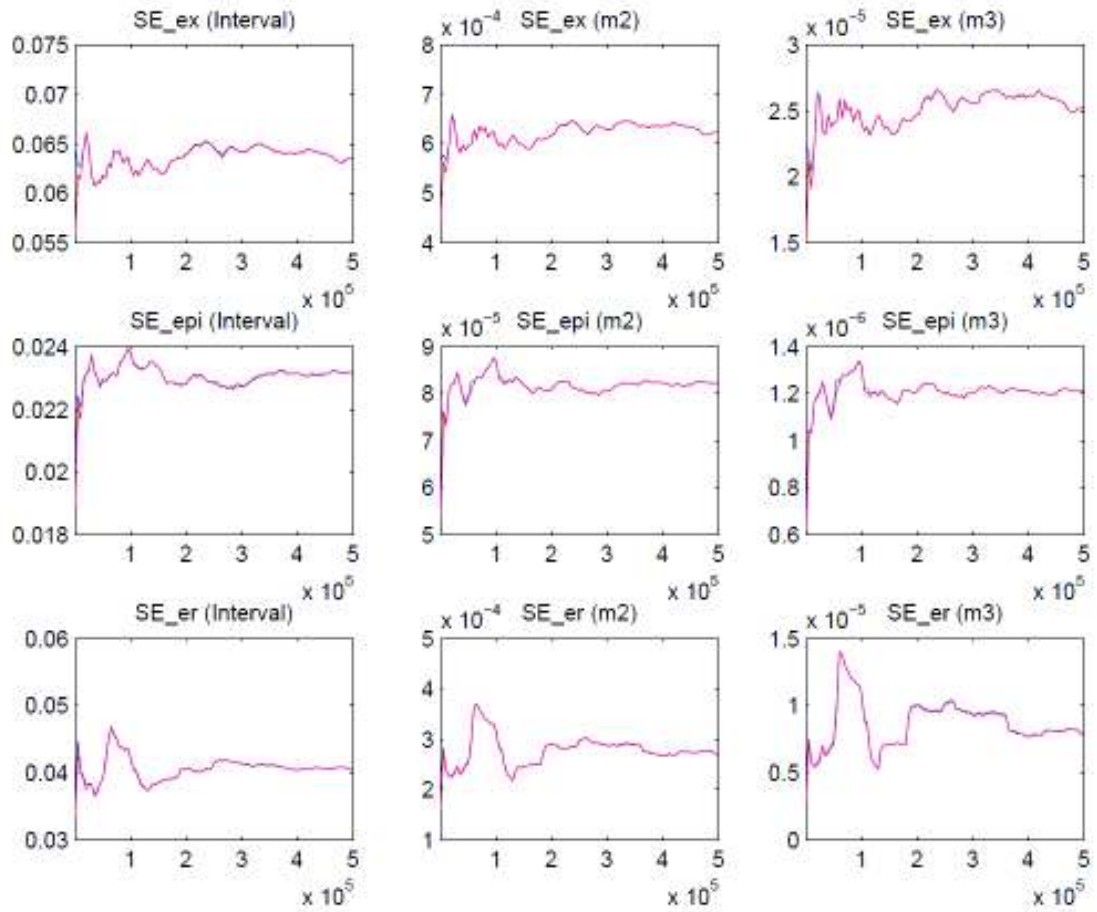 SE_ex (Interval)
0.075
0.07
0.065
0.06
0.055
1 2 3 4 5
x 10^5
x 10^-4 SE_ex (m2)
8
7
6
5
4
1 2 3 4 5
x 10^5
x 10^-5 SE_ex (m3)
3
2.5
2
1.5
1 2 3 4 5
x 10^5
SE_epi (Interval)
0.024
0.022
0.02
0.018
1 2 3 4 5
x 10^5
x 10^-5 SE_epi (m2)
9
8
7
6
5
1 2 3 4 5
x 10^5
x 10^-6 SE_epi (m3)
1.4
1.2
1
0.8
0.6
1 2 3 4 5
x 10^5
SE_er (Interval)
0.06
0.05
0.04
0.03
1 2 3 4 5
x 10^5
x 10^-4 SE_er (m2)
5
4
3
2
1
1 2 3 4 5
x 10^5
x 10^-5 SE_er (m3)
1.5
1
0.5
0
1 2 3 4 5
x 10^5